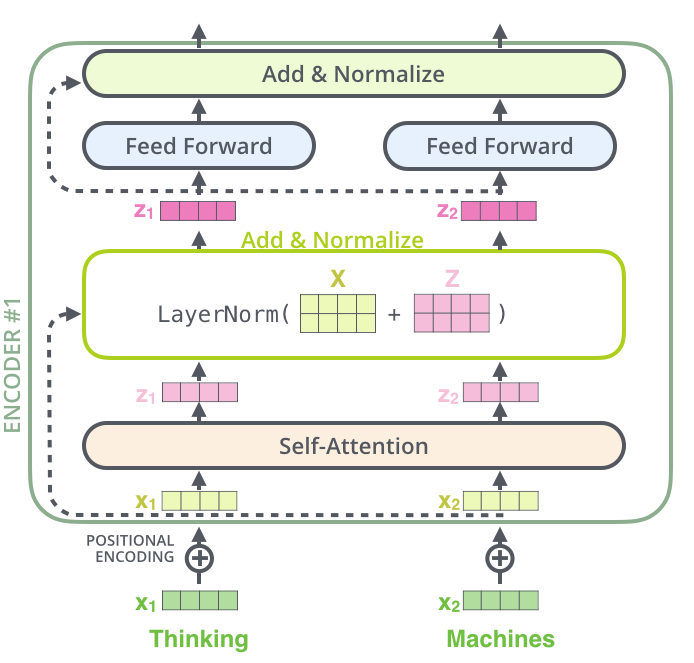 Add & Normalize
Feed Forward
Feed Forward
z1
z2
Add & Normalize
X
Z
LayerNorm( + )
ENCODER #1
z1
z2
Self-Attention
x1
x2
POSITIONAL
ENCODING
x1
x2
Thinking
Machines